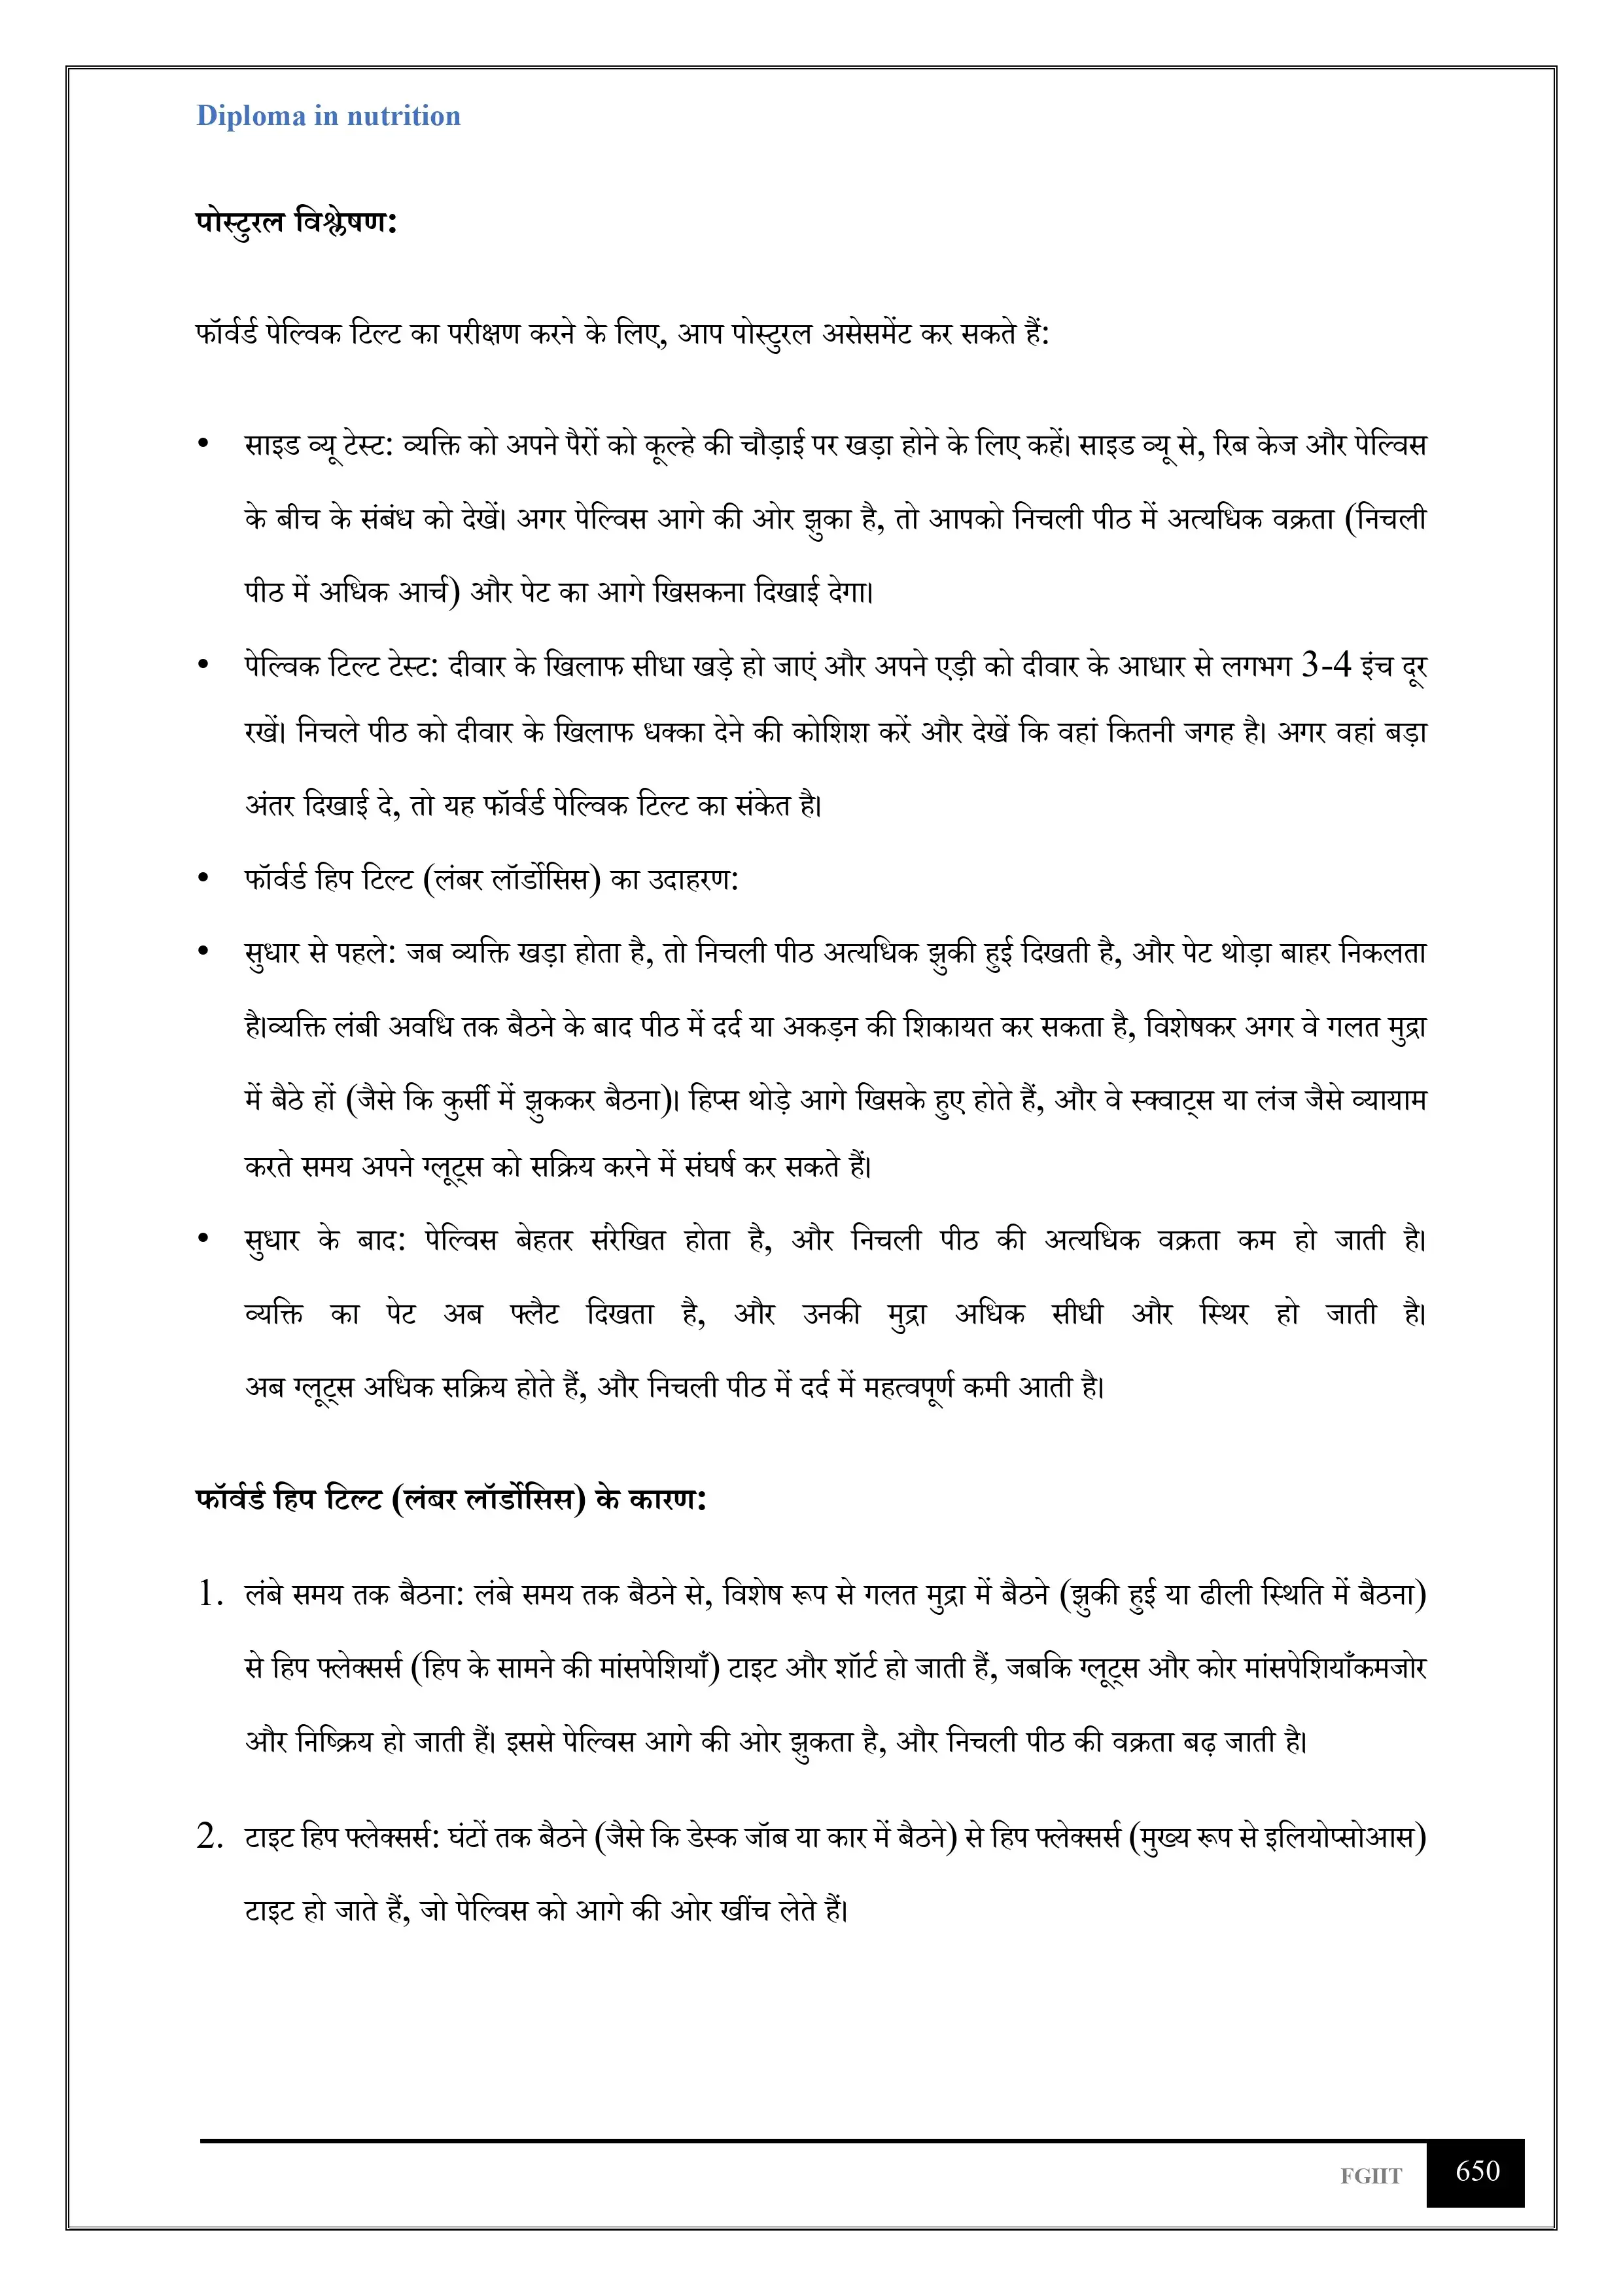 Diploma in nutrition
पोस्टुरल विश्लेषण:
फॉर्वर्ड पेल्विक टिल्ट का परीक्षण करने के लिए, आप पोस्टुरल असेसमेंट कर सकते हैं:
• साइड व्यू टेस्ट: व्यक्ति को अपने पैरों को कूल्हे की चौड़ाई पर खड़ा होने के लिए कहें। साइड व्यू से, रिब केज और पेल्विस
के बीच के संबंध को देखें। अगर पेल्विस आगे की ओर झुका है, तो आपको निचली पीठ में अत्यधिक वक्रता (निचली
पीठ में अधिक आर्च) और पेट का आगे खिसकना दिखाई देगा।
• पेल्विक टिल्ट टेस्ट: दीवार के खिलाफ सीधा खड़े हो जाएं और अपने एड़ी को दीवार के आधार से लगभग 3-4 इंच दूर
रखें। निचले पीठ को दीवार के खिलाफ धक्का देने की कोशिश करें और देखें कि वहां कितनी जगह है। अगर वहां बड़ा
अंतर दिखाई दे, तो यह फॉर्वर्ड पेल्विक टिल्ट का संकेत है।
• फॉर्वर्ड हिप टिल्ट (लंबर लॉर्डोसिस) का उदाहरण:
• सुधार से पहले: जब व्यक्ति खड़ा होता है, तो निचली पीठ अत्यधिक झुकी हुई दिखती है, और पेट थोड़ा बाहर निकलता
है।व्यक्ति लंबी अवधि तक बैठने के बाद पीठ में दर्द या अकड़न की शिकायत कर सकता है, विशेषकर अगर वे गलत मुद्रा
में बैठे हों (जैसे कि कुर्सी में झुककर बैठना)। हिप्स थोड़े आगे खिसके हुए होते हैं, और वे स्क्वाट्स या लंज जैसे व्यायाम
करते समय अपने ग्लूट्स को सक्रिय करने में संघर्ष कर सकते हैं।
• सुधार के बाद: पेल्विस बेहतर संरेखित होता है, और निचली पीठ की अत्यधिक वक्रता कम हो जाती है।
व्यक्ति का पेट अब फ्लैट दिखता है, और उनकी मुद्रा अधिक सीधी और स्थिर हो जाती है।
अब ग्लूट्स अधिक सक्रिय होते हैं, और निचली पीठ में दर्द में महत्वपूर्ण कमी आती है।
फॉर्वर्ड हिप टिल्ट (लंबर लॉर्डोसिस) के कारण:
1. लंबे समय तक बैठना: लंबे समय तक बैठने से, विशेष रूप से गलत मुद्रा में बैठने (झुकी हुई या ढीली स्थिति में बैठना)
से हिप फ्लेक्सर्स (हिप के सामने की मांसपेशियाँ) टाइट और शॉर्ट हो जाती हैं, जबकि ग्लूट्स और कोर मांसपेशियाँकमजोर
और निष्क्रिय हो जाती हैं। इससे पेल्विस आगे की ओर झुकता है, और निचली पीठ की वक्रता बढ़ जाती है।
2. टाइट हिप फ्लेक्सर्स: घंटों तक बैठने (जैसे कि डेस्क जॉब या कार में बैठने) से हिप फ्लेक्सर्स (मुख्य रूप से इलियोप्सोआस)
टाइट हो जाते हैं, जो पेल्विस को आगे की ओर खींच लेते हैं।
FGIIT 650